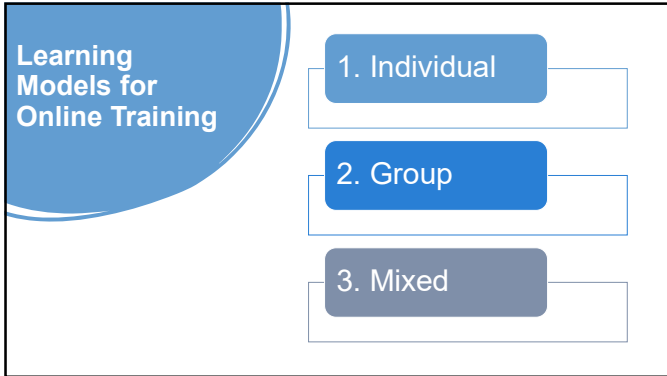 Learning
Models for
Online Training
1. Individual
2. Group
3. Mixed